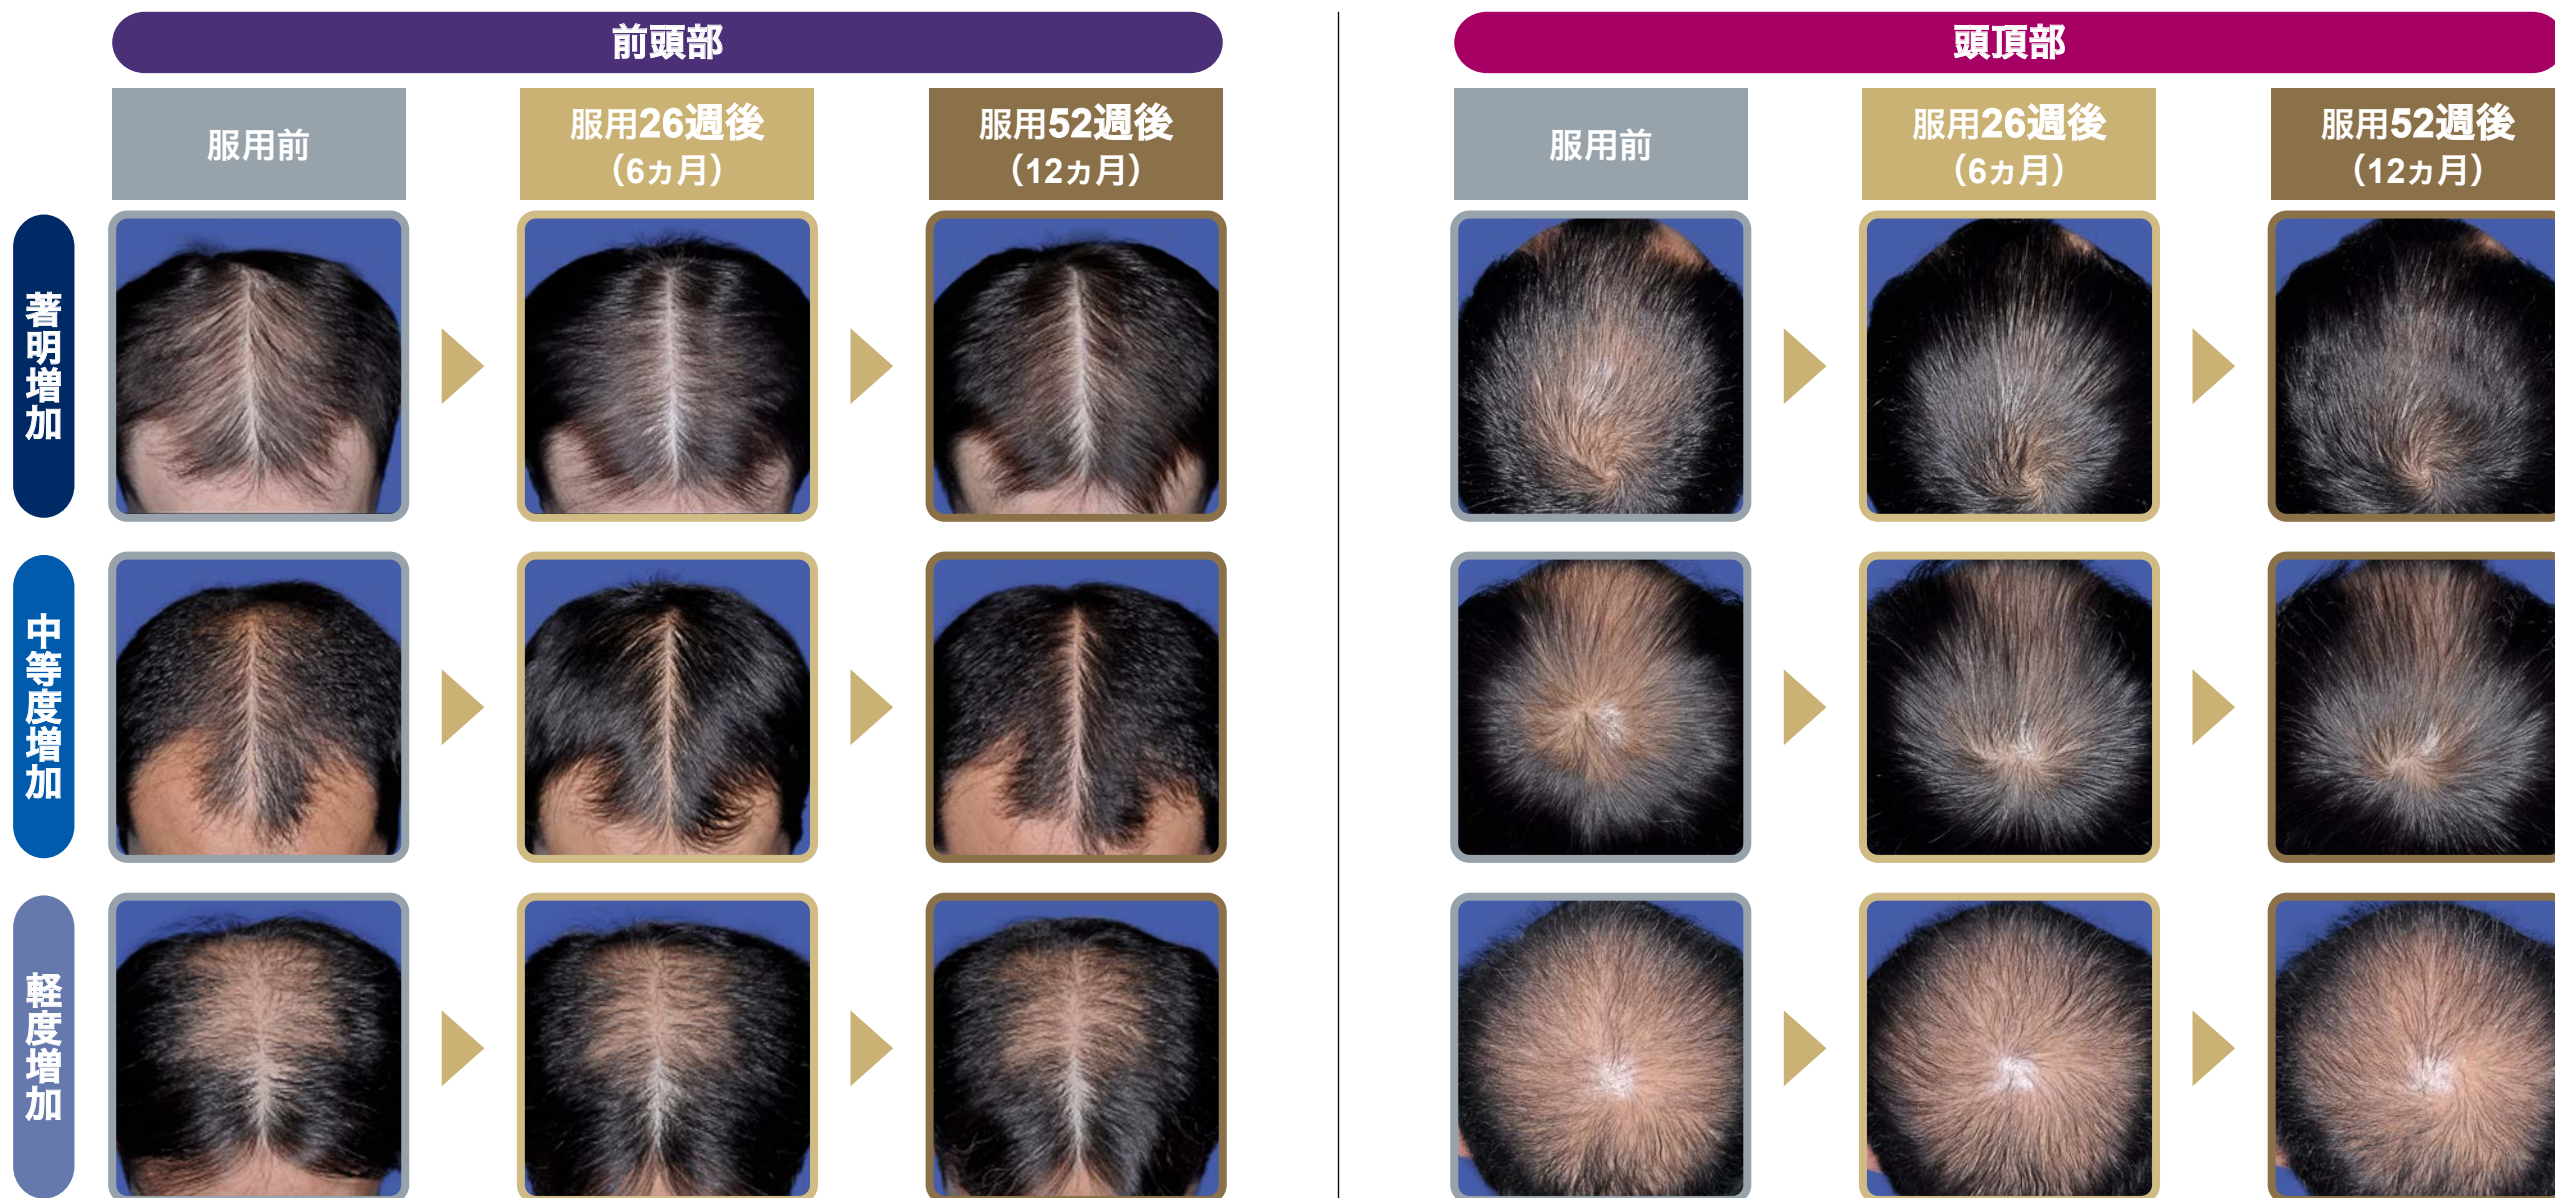 前頭部
頭頂部
服用前
服用26週後
（6ヵ月）
服用52週後
（12ヵ月）
服用前
服用26週後
（6ヵ月）
服用52週後
（12ヵ月）
著明増加
中等度増加
軽度増加